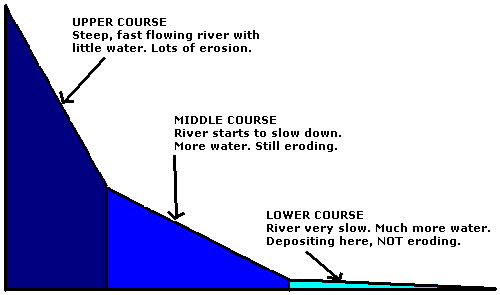 UPPER COURSE
Steep, fast flowing river with
little water. Lots of erosion.
MIDDLE COURSE
River starts to slow down.
More water. Still eroding.
LOWER COURSE
River very slow. Much more water.
Depositing here, NOT eroding.